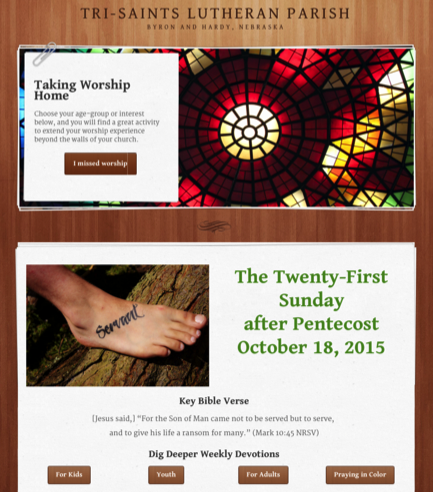 TRI-SAINTS LUTHERAN PARISH
BYRON AND HARDY, NEBRASKA
Taking Worship
Home
Choose your age-group or interest
below, and you will find a great activity
to extend your worship experience
beyond the walls of your church.
I missed worship
servant
The Twenty-First
Sunday
after Pentecost
October 18, 2015
Key Bible Verse
[Jesus said,] “For the Son of Man came not to be served but to serve,
and to give his life a ransom for many.” (Mark 10:45 NRSV)
Dig Deeper Weekly Devotions
For Kids
Youth
For Adults
Praying in Color